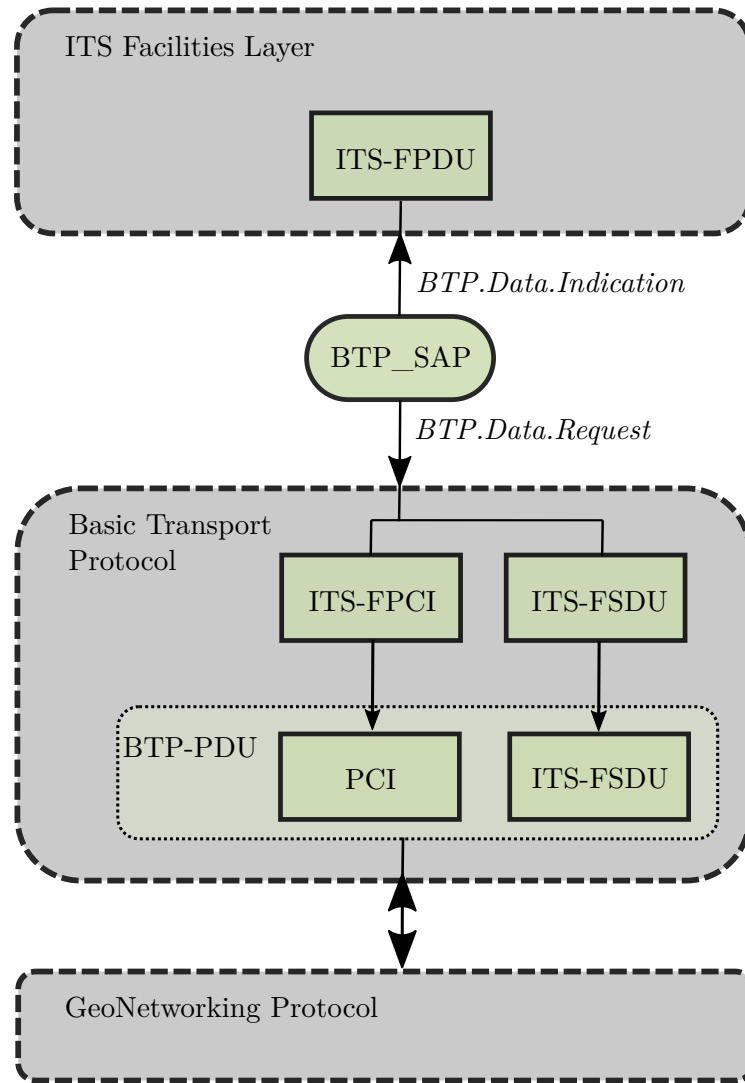 ITS Facilities Layer
ITS-FPDU
BTP.Data.Indication
BTP_SAP
BTP.Data.Request
Basic Transport
Protocol
ITS-FPCI
ITS-FSDU
BTP-PDU
PCI
ITS-FSDU
GeoNetworking Protocol